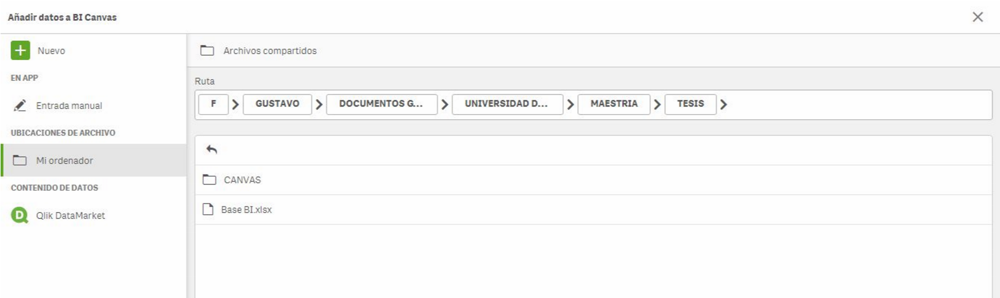 Añadir datos a BI Canvas
Nuevo
EN APP
Entrada manual
UBICACIONES DE ARCHIVO
Mi ordenador
CONTENIDO DE DATOS
Qlik DataMarket
Archivos compartidos
Ruta
F GUSTAVO DOCUMENTOS G... UNIVERSIDAD D... MAESTRIA TESIS
CANVAS
Base BI.xlsx